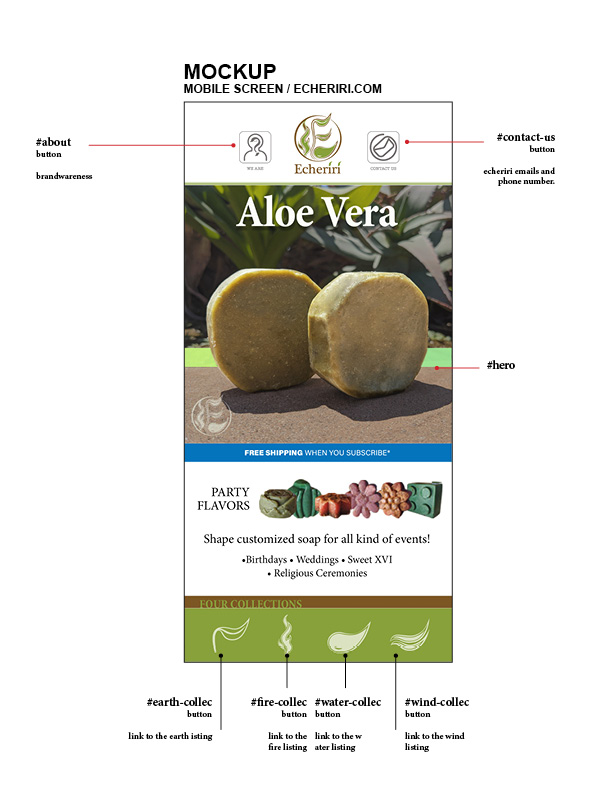 MOCKUP
MOBILE SCREEN / ECHERIRI.COM
#about
button
brandwareness
#contact-us
button
echeriri emails and
phone number.
WE ARE
Echeriri
CONTACT US
Aloe Vera
#hero
FREE SHIPPING WHEN YOU SUBSCRIBE*
PARTY
FLAVORS
Shape customized soap for all kind of events!
•Birthdays • Weddings • Sweet XVI
• Religious Ceremonies
FOUR COLLECTIONS
#earth-collec
button
link to the earth isting
#fire-collec
button
link to the
fire listing
#water-collec
button
link to the w
ater listing
#wind-collec
button
link to the wind
listing